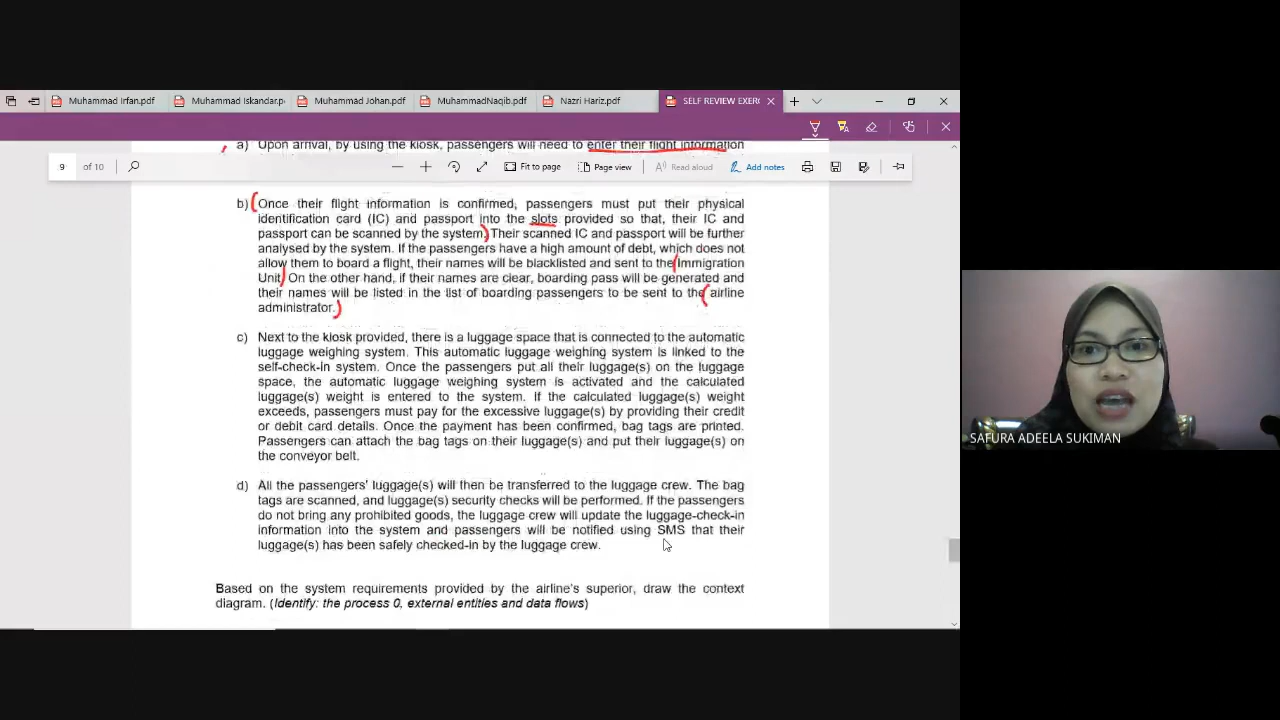 Muhammad Irfan.pdf
Muhammad Iskandar.p
Muhammad Johan.pdf
MuhammadNaqib.pdf
Nazri Hariz.pdf
SELF REVIEW EXER
a) Upon arrival, by using the kiosk, passengers will need to enter their flight information
9 of 10
Fit to page
Page view
Read aloud
Add notes
b) Once their flight information is confirmed, passengers must put their physical
identification card (IC) and passport into the slots provided so that, their IC and
passport can be scanned by the system. Their scanned IC and passport will be further
analysed by the system. If the passengers have a high amount of debt, which does not
allow them to board a flight, their names will be blacklisted and sent to the Immigration
Unit. On the other hand, if their names are clear, boarding pass will be generated and
their names will be listed in the list of boarding passengers to be sent to the airline
administrator.
c) Next to the kiosk provided, there is a luggage space that is connected to the automatic
luggage weighing system. This automatic luggage weighing system is linked to the
self-check-in system. Once the passengers put all their luggage(s) on the luggage
space, the automatic luggage weighing system is activated and the calculated
luggage(s) weight is entered to the system. If the calculated luggage(s) weight
exceeds, passengers must pay for the excessive luggage(s) by providing their credit
or debit card details. Once the payment has been confirmed, bag tags are printed.
Passengers can attach the bag tags on their luggage(s) and put their luggage(s) on
the conveyor belt.
d) All the passengers' luggage(s) will then be transferred to the luggage crew. The bag
tags are scanned, and luggage(s) security checks will be performed. If the passengers
do not bring any prohibited goods, the luggage crew will update the luggage-check-in
information into the system and passengers will be notified using SMS that their
luggage(s) has been safely checked-in by the luggage crew.
Based on the system requirements provided by the airline's superior, draw the context
diagram. (Identify: the process 0, external entities and data flows)
SAFURA ADEELA SUKIMAN